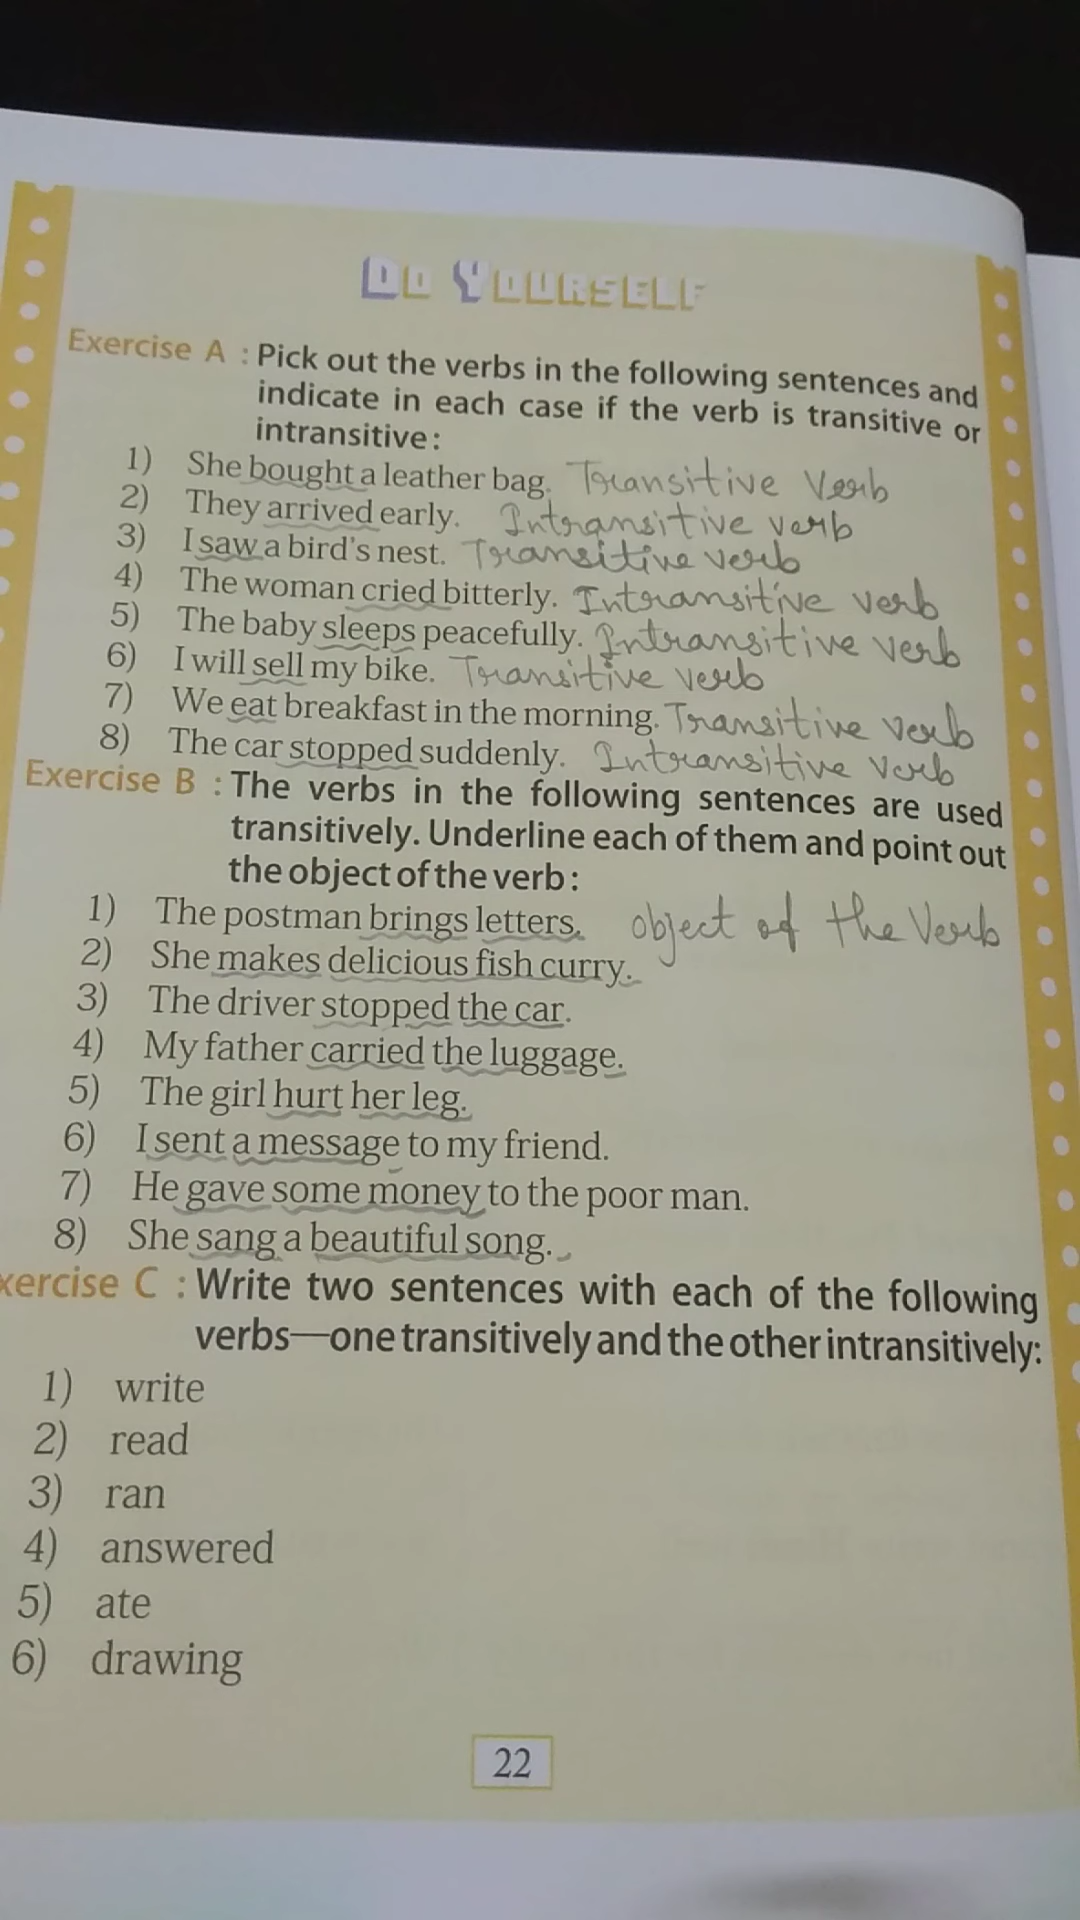 DO YOURSELF
Exercise A : Pick out the verbs in the following sentences and
indicate in each case if the verb is transitive or
intransitive:
1) She bought a leather bag. Transitive Verb
2) They arrived early. Intransitive verb
3) I saw a bird's nest. Transitive verb
4) The woman cried bitterly. Intransitive verb
5) The baby sleeps peacefully. Intransitive verb
6) I will sell my bike. Transitive verb
7) We eat breakfast in the morning. Transitive verb
8) The car stopped suddenly. Intransitive Verb
Exercise B : The verbs in the following sentences are used
transitively. Underline each of them and point out
the object of the verb:
1) The postman brings letters. object of the Verb
2) She makes delicious fish curry.
3) The driver stopped the car.
4) My father carried the luggage.
5) The girl hurt her leg.
6) I sent a message to my friend.
7) He gave some money to the poor man.
8) She sang a beautiful song.
xercise C : Write two sentences with each of the following
verbs—one transitively and the other intransitively:
1) write
2) read
3) ran
4) answered
5) ate
6) drawing
22